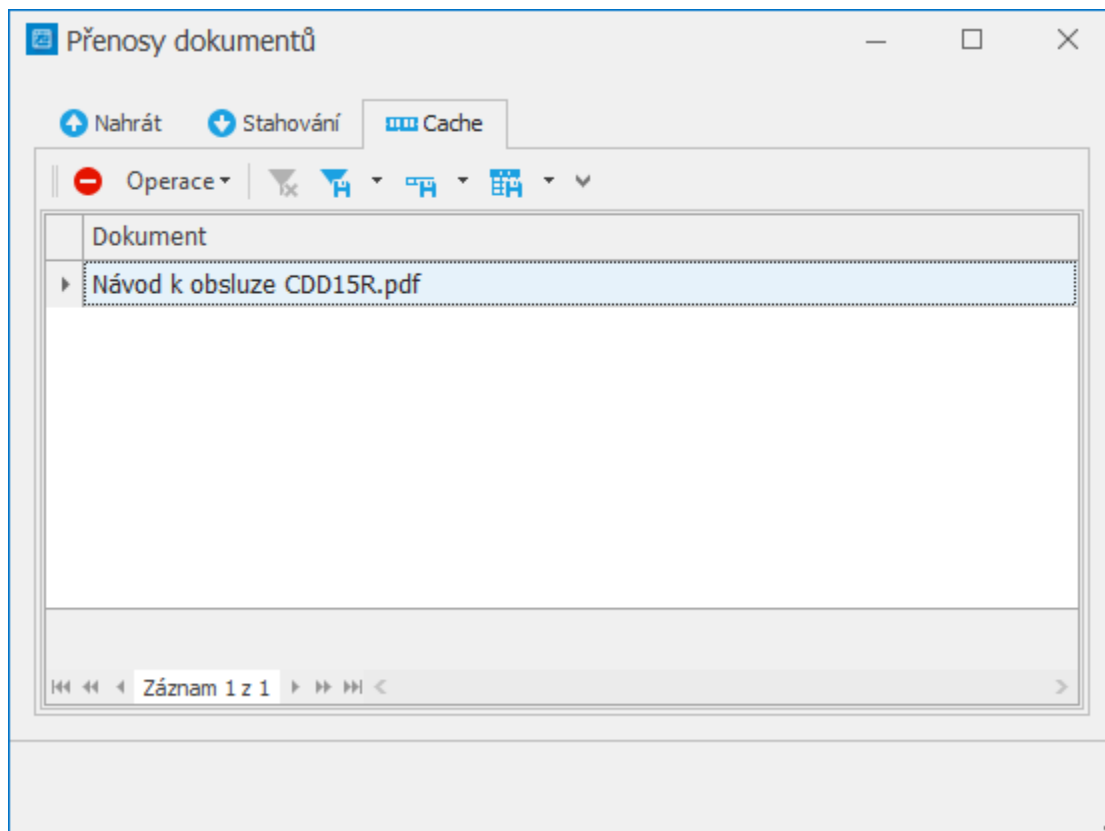 Přenosy dokumentů
Nahrát Stahování Cache
Operace
Dokument
Návod k obsluze CDD15R.pdf
Záznam 1 z 1